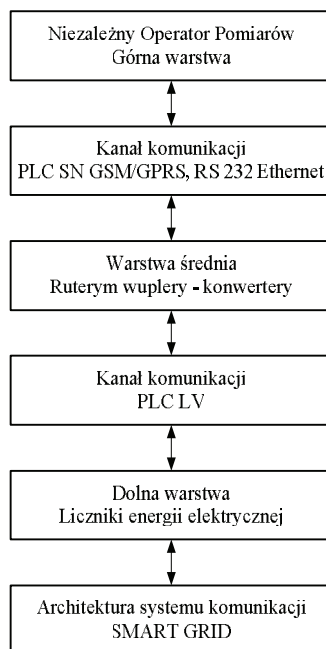 Niezależny Operator Pomiarów
Górna warstwa
Kanał komunikacji
PLC SN GSM/GPRS, RS 232 Ethernet
Warstwa średnia
Ruterym wuplery - konwertery
Kanał komunikacji
PLC LV
Dolna warstwa
Liczniki energii elektrycznej
Architektura systemu komunikacji
SMART GRID